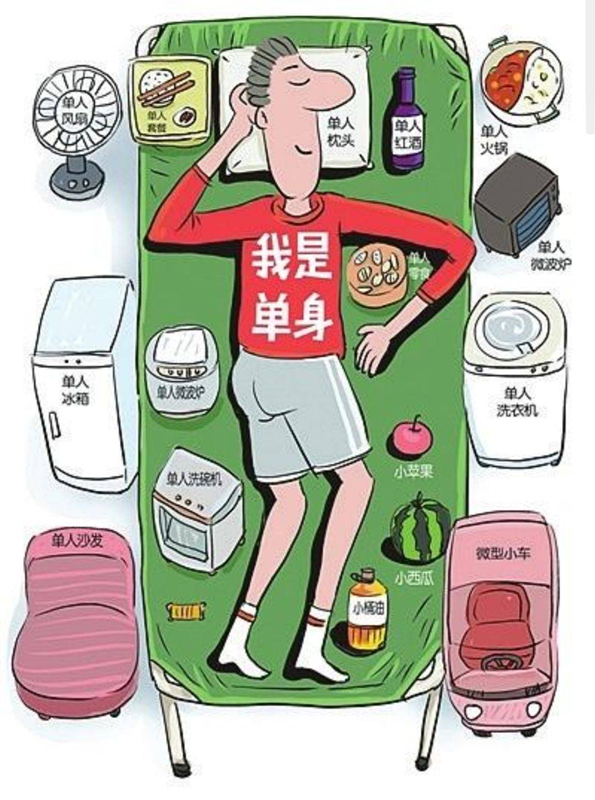 单人
风扇
单人
套餐
单人
枕头
单人
红酒
单人
火锅
单人
微波炉
我是
单身
单人
零食
单人
冰箱
单人微波炉
单人
洗衣机
小苹果
单人洗碗机
单人沙发
微型小车
小西瓜
小桶油